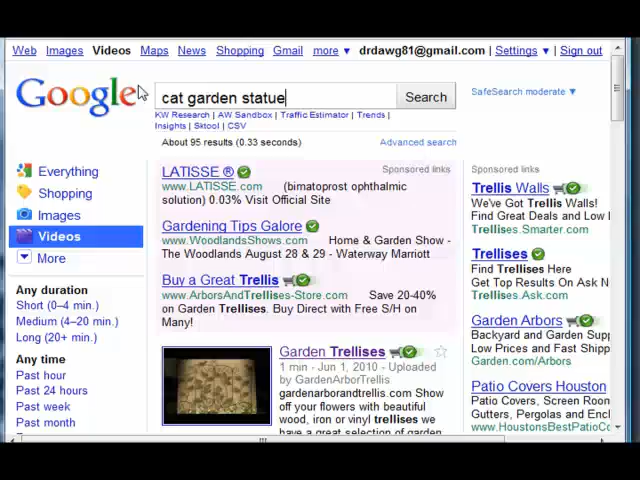 Web Images Videos Maps News Shopping Gmail more ▼ drdawg81@gmail.com | Settings ▼ | Sign out
Google
cat garden statue
Search
SafeSearch moderate ▼
KW Research | AW Sandbox | Traffic Estimator | Trends |
Insights | Sktool | CSV
About 95 results (0.33 seconds)
Advanced search
Everything
Shopping
Images
Videos
More
Any duration
Short (0–4 min.)
Medium (4–20 min.)
Long (20+ min.)
Any time
Past hour
Past 24 hours
Past week
Past month
LATISSE ®
Sponsored links
www.LATISSE.com (bimatoprost ophthalmic
solution) 0.03% Visit Official Site
Gardening Tips Galore
www.WoodlandsShows.com Home & Garden Show -
The Woodlands August 28 & 29 - Waterway Marriott
Buy a Great Trellis
www.ArborsAndTrellises-Store.com Save 20-40%
on Garden Trellises. Buy Direct with Free S/H on
Many!
Garden Trellises
1 min - Jun 1, 2010 - Uploaded
by GardenArborTrellis
gardenarborandtrellis.com Show
off your flowers with beautiful
wood, iron or vinyl trellises we
have a great selection of garden
Sponsored links
Trellis Walls
We've Got Trellis Walls!
Find Great Deals and Low
Trellises.Smarter.com
Trellises
Find Trellises Here
Get Top Results On Ask N
Trellises.Ask.com
Garden Arbors
Backyard and Garden Supp
Low Prices and Fast Shipp
Garden.com/Arbors
Patio Covers Houston
Patio Covers, Screen Roon
Gutters, Pergolas and Encl
www.HoustonsBestPatioCo